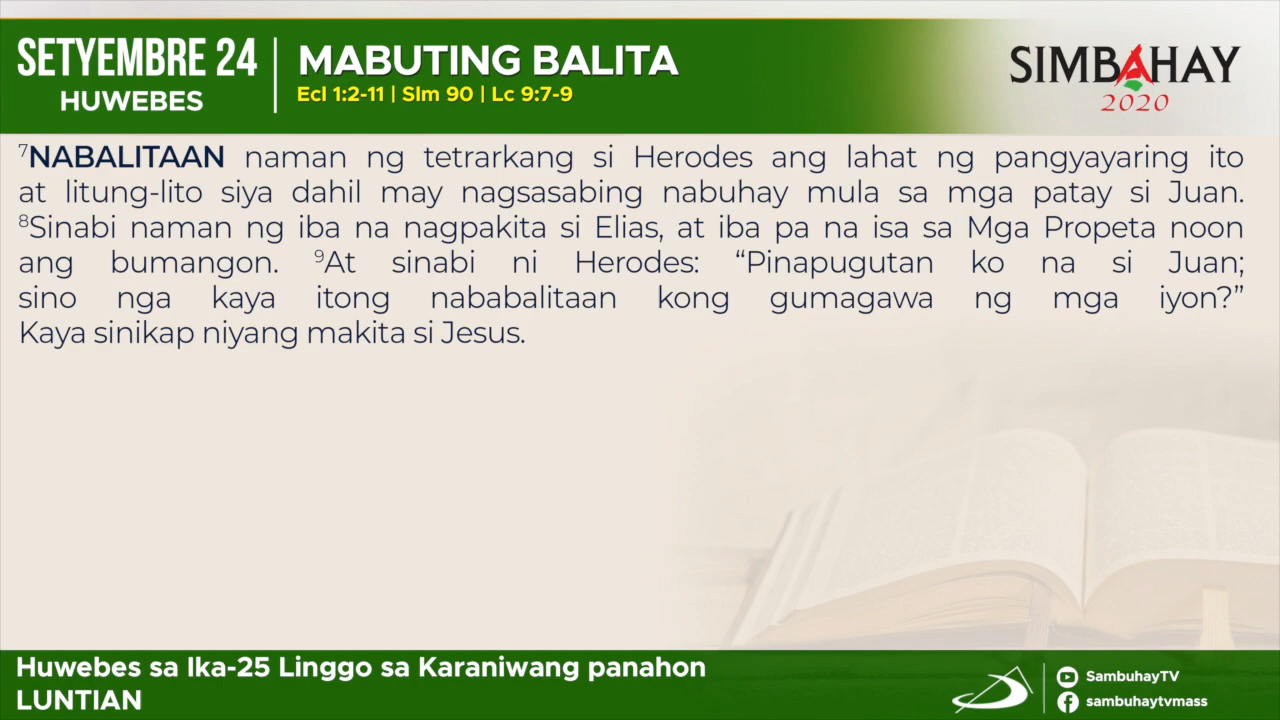 SETYEMBRE 24
HUWEBES
MABUTING BALITA
Ecl 1:2-11 | Slm 90 | Lc 9:7-9
SIMBAHAY
2020
⁷NABALITAAN naman ng tetrarkang si Herodes ang lahat ng pangyayaring ito
at litung-lito siya dahil may nagsasabing nabuhay mula sa mga patay si Juan.
⁸Sinabi naman ng iba na nagpakita si Elias, at iba pa na isa sa Mga Propeta noon
ang bumangon. ⁹At sinabi ni Herodes: “Pinapugutan ko na si Juan;
sino nga kaya itong nababalitaan kong gumagawa ng mga iyon?”
Kaya sinikap niyang makita si Jesus.
Huwebes sa Ika-25 Linggo sa Karaniwang panahon
LUNTIAN
SambuhayTV
sambuhaytvmass